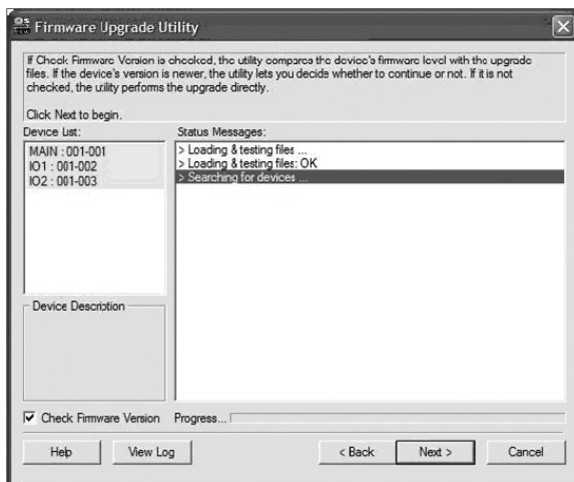 Firmware Upgrade Utility
If Check Firmware Version is checked, the utility compares the device's firmware level with the upgrade
files. If the device's version is newer, the utility lets you decide whether to continue or not. If it is not
checked, the utility performs the upgrade directly.
Click Next to begin.
Device List:
MAIN : 001-001
IO1 : 001-002
IO2 : 001-003
Status Messages:
> Loading & testing files ...
> Loading & testing files: OK
> Searching for devices ...
Device Description
Check Firmware Version
Progress...
Help
View Log
< Back
Next >
Cancel